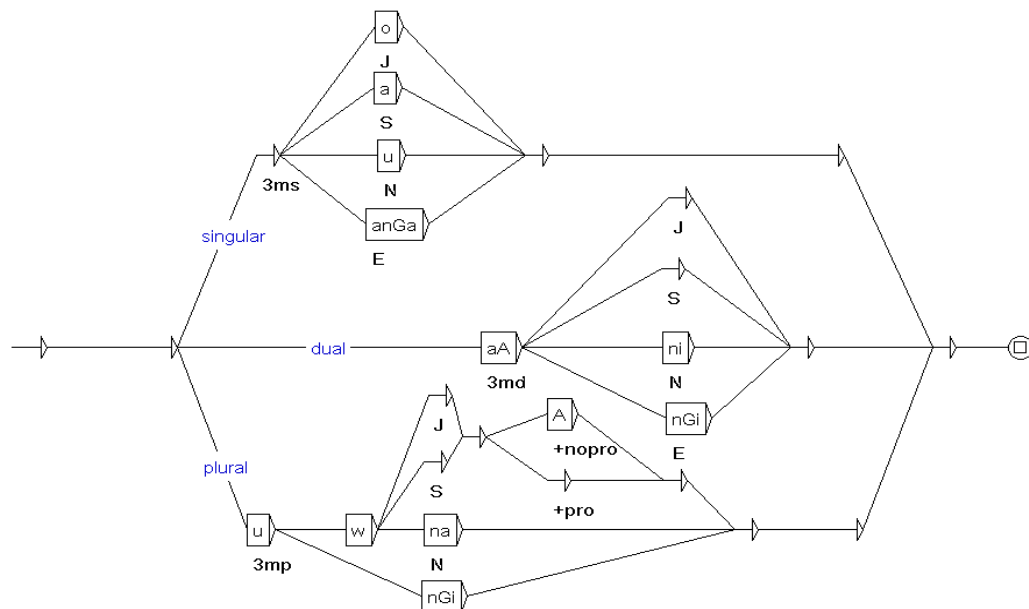 o
J
a
S
u
3ms
N
anGa
singular
E
J
S
dual
aA
ni
3md
N
J
A
nGi
+nopro
E
plural
S
+pro
u
w
na
3mp
N
nGi